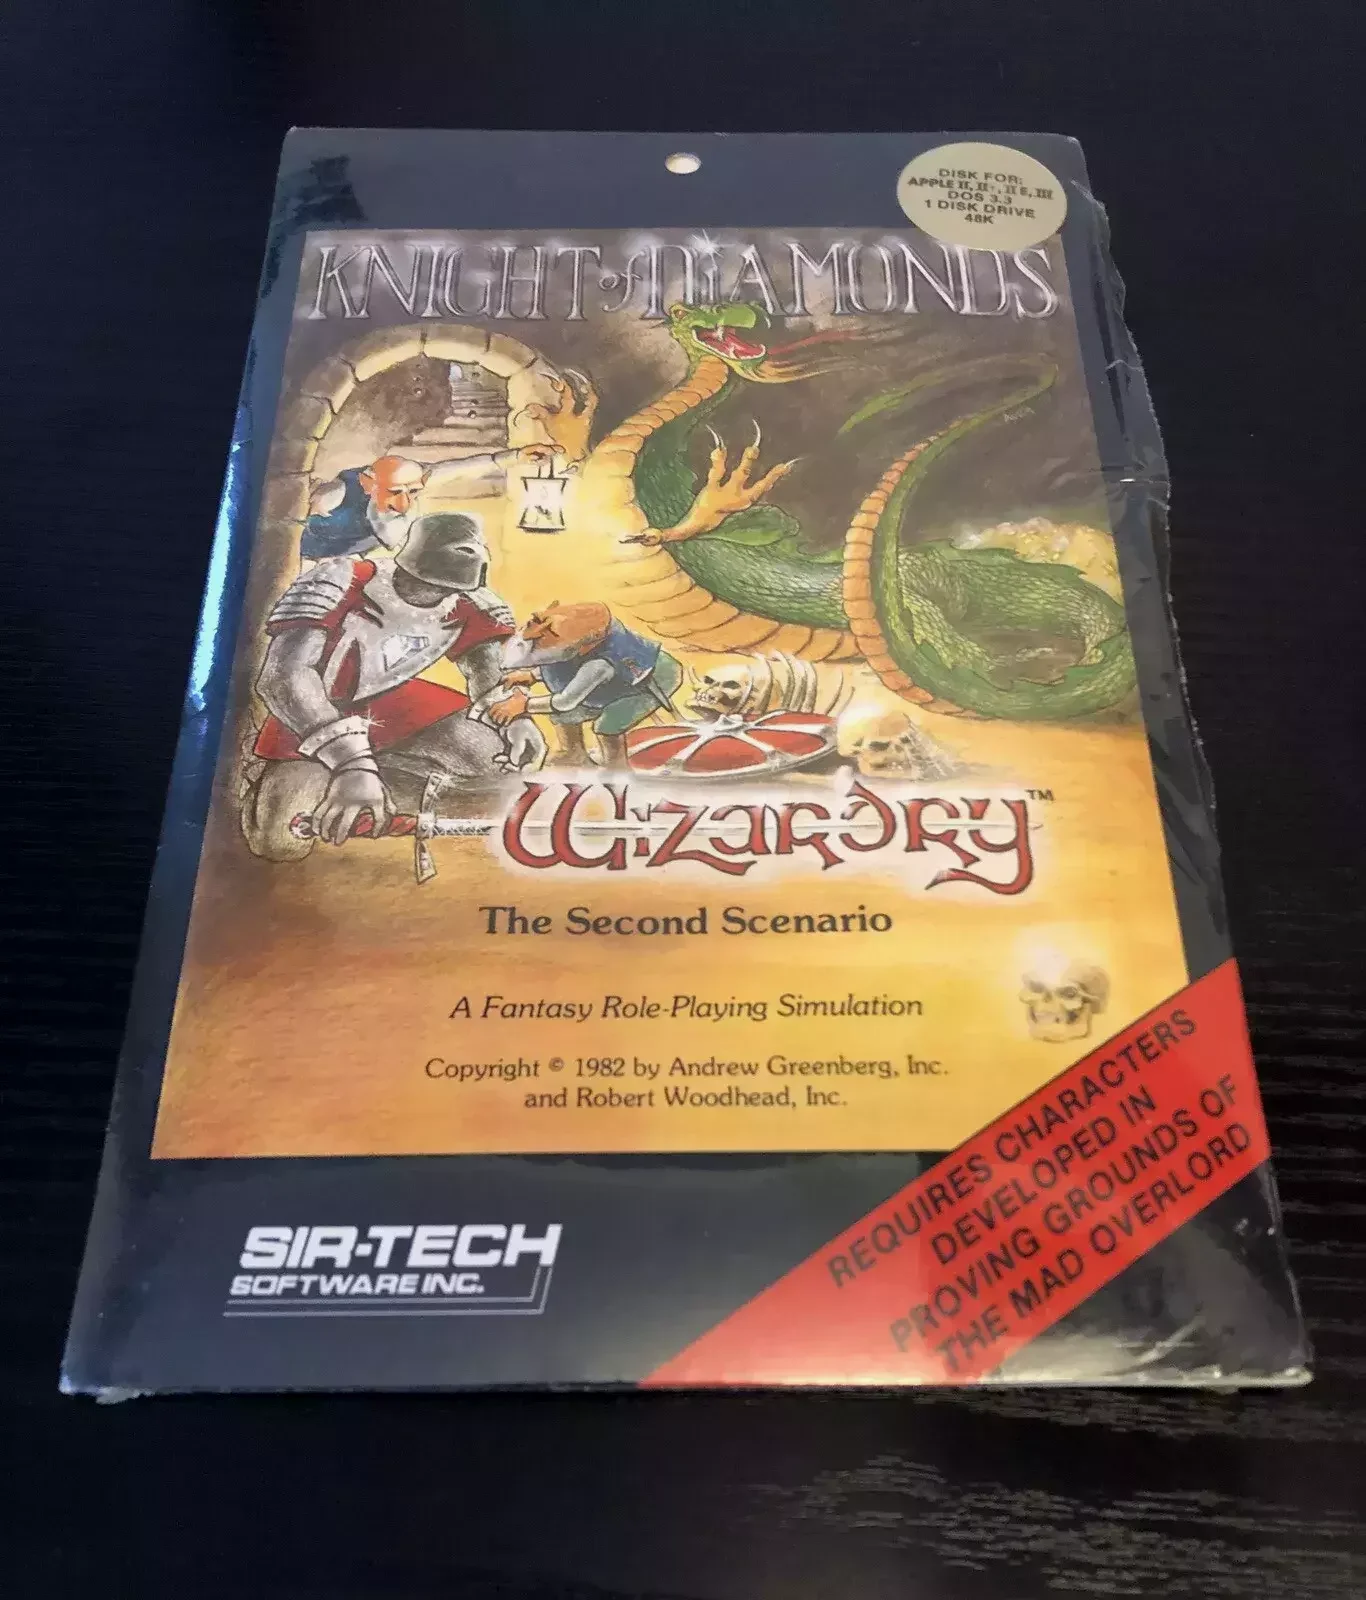 DISK FOR:
APPLE II, II+, II E, III
DOS 3.3
1 DISK DRIVE
48K
KNIGHT of DIAMONDS
WizardRy™
The Second Scenario
A Fantasy Role-Playing Simulation
Copyright © 1982 by Andrew Greenberg, Inc.
and Robert Woodhead, Inc.
REQUIRES CHARACTERS
DEVELOPED IN
PROVING GROUNDS OF
THE MAD OVERLORD
SIR-TECH
SOFTWARE INC.